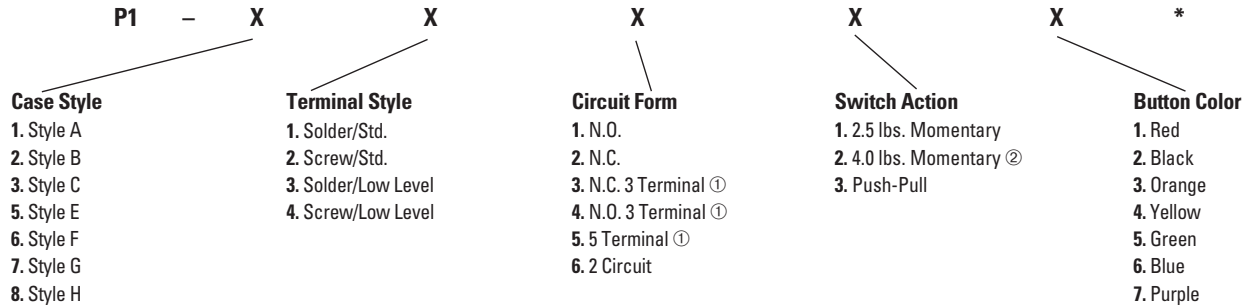 P1 – X X X X X *
Case Style
1. Style A
2. Style B
3. Style C
5. Style E
6. Style F
7. Style G
8. Style H
Terminal Style
1. Solder/Std.
2. Screw/Std.
3. Solder/Low Level
4. Screw/Low Level
Circuit Form
1. N.O.
2. N.C.
3. N.C. 3 Terminal ①
4. N.O. 3 Terminal ①
5. 5 Terminal ①
6. 2 Circuit
Switch Action
1. 2.5 lbs. Momentary
2. 4.0 lbs. Momentary ②
3. Push-Pull
Button Color
1. Red
2. Black
3. Orange
4. Yellow
5. Green
6. Blue
7. Purple